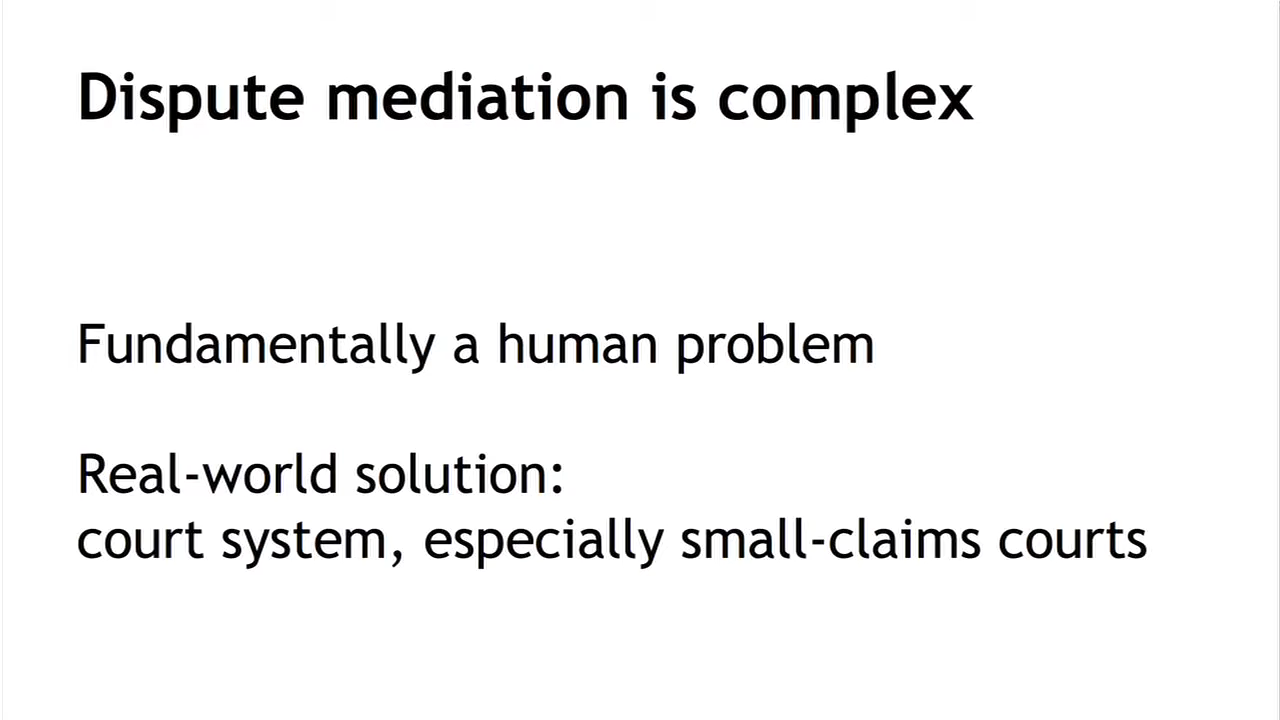 Dispute mediation is complex
Fundamentally a human problem
Real-world solution:
court system, especially small-claims courts